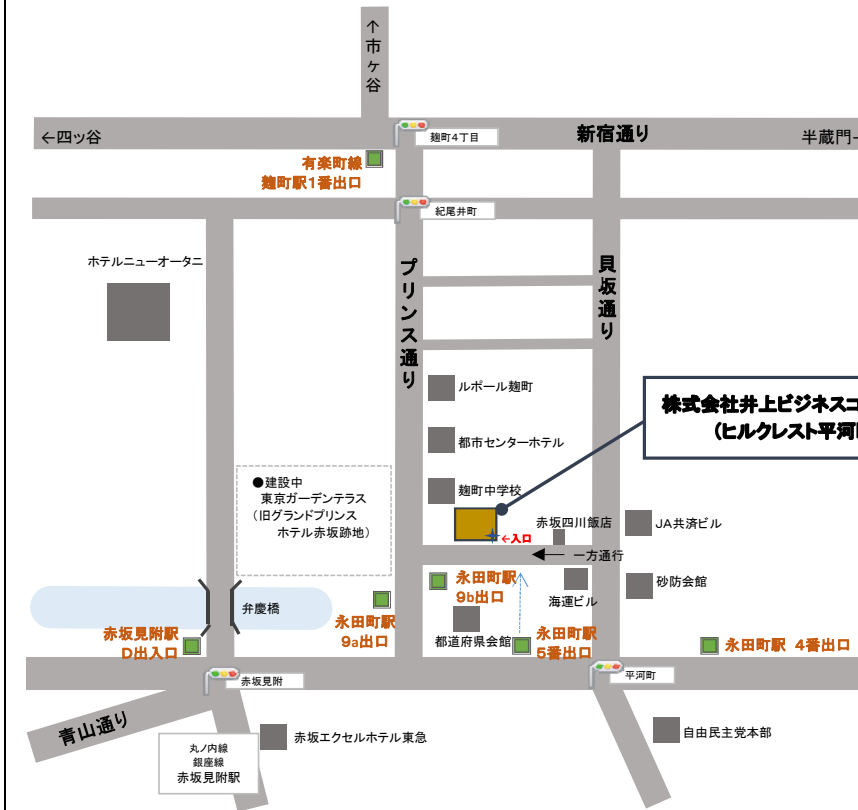 ↑市ヶ谷
←四ッ谷
麹町4丁目
新宿通り
半蔵門
有楽町線
麹町駅1番出口
紀尾井町
ホテルニューオータニ
プリンス通り
貝坂通り
ルポール麹町
株式会社井上ビジネスコ
(ヒルクレスト平河
都市センターホテル
●建設中
東京ガーデンテラス
(旧グランドプリンス
ホテル赤坂跡地)
麹町中学校
赤坂四川飯店
JA共済ビル
←入口
← 一方通行
永田町駅
9b出口
海運ビル
砂防会館
弁慶橋
永田町駅
9a出口
赤坂見附駅
D出入口
都道府県会館
永田町駅
5番出口
永田町駅 4番出口
赤坂見附
平河町
青山通り
丸ノ内線
銀座線
赤坂見附駅
赤坂エクセルホテル東急
自由民主党本部